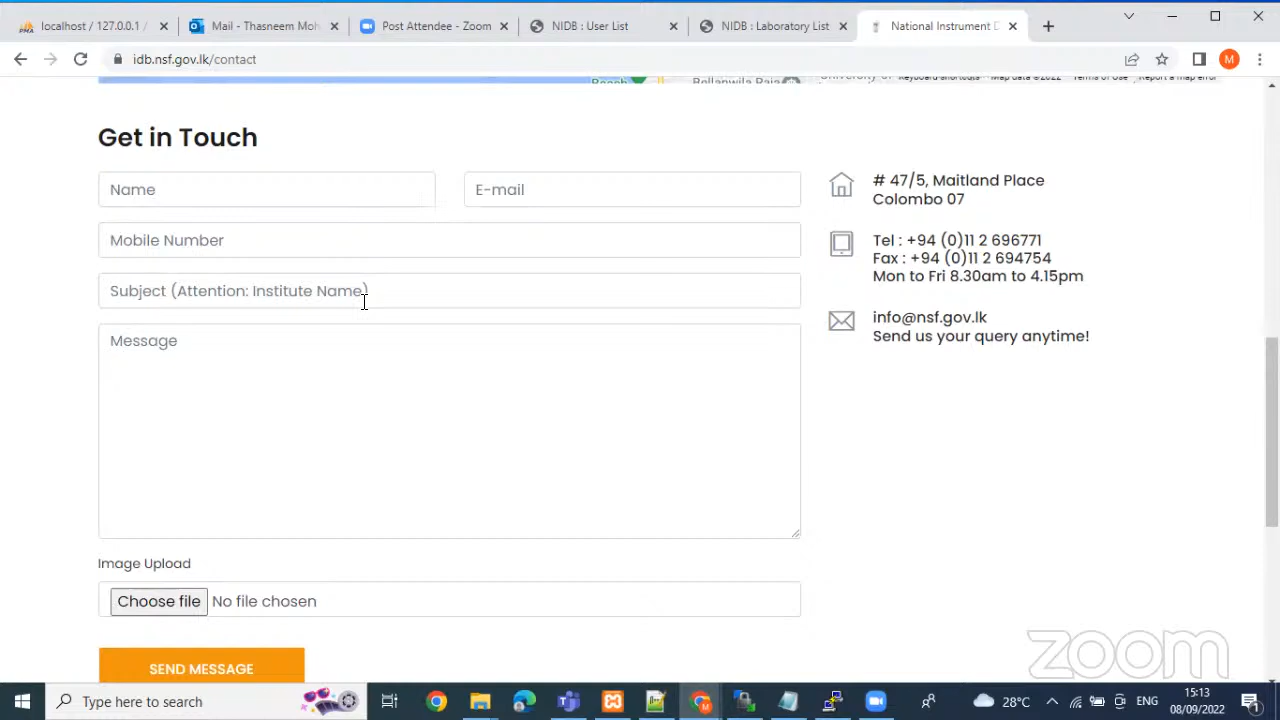 localhost / 127.0.0.1 /
Mail - Thasneem Moh
Post Attendee - Zoom
NIDB : User List
NIDB : Laboratory List
National Instrument D
idb.nsf.gov.lk/contact
M
Bellanwila Raja
University of
Keyboard shortcuts
Map data ©2022
Terms of Use
Report a map error
Get in Touch
Name
E-mail
Mobile Number
Subject (Attention: Institute Name)
Message
Image Upload
Choose file No file chosen
SEND MESSAGE
# 47/5, Maitland Place
Colombo 07
Tel : +94 (0)11 2 696771
Fax : +94 (0)11 2 694754
Mon to Fri 8.30am to 4.15pm
info@nsf.gov.lk
Send us your query anytime!
zoom
Type here to search
28°C
ENG
15:13
08/09/2022
1